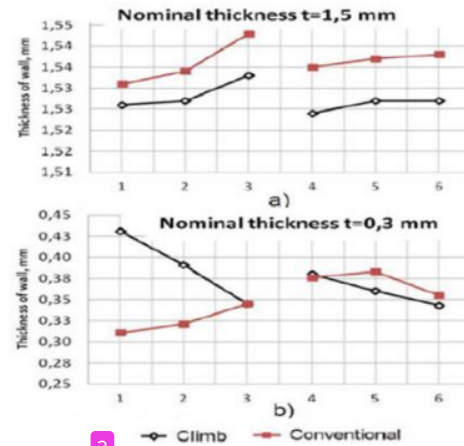 Nominal thickness t=1,5 mm
Thickness of wall, mm
1,55
1,54
1,54
1,53
1,53
1,52
1,52
1,51
1 2 3 4 5 6
a)
Nominal thickness t=0,3 mm
Thickness of wall, mm
0,45
0,43
0,40
0,38
0,35
0,33
0,30
0,28
0,25
1 2 3 4 5 6
b)
Climb Conventional